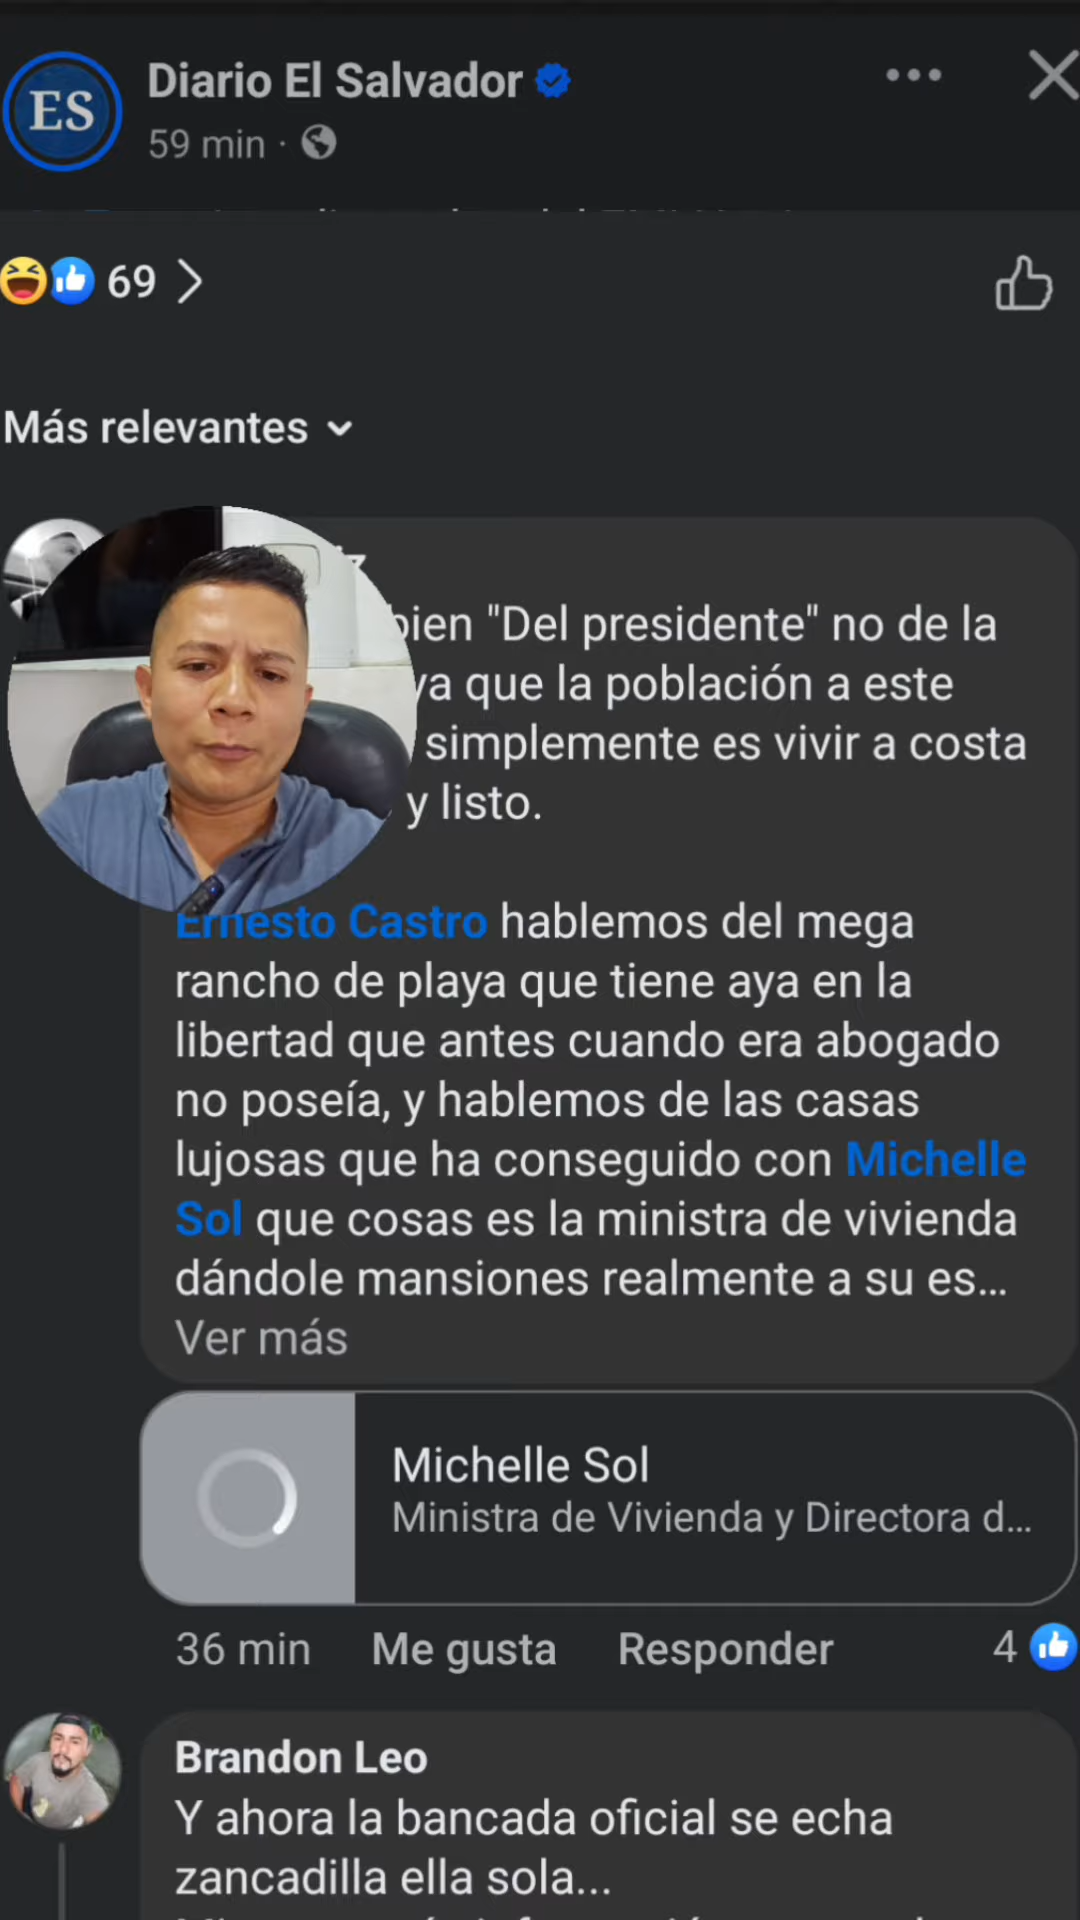 ES
Diario El Salvador
59 min ·
69
Más relevantes
"Del presidente" no de la
que la población a este
simplemente es vivir a costa
y listo.
Ernesto Castro hablemos del mega
rancho de playa que tiene aya en la
libertad que antes cuando era abogado
no poseía, y hablemos de las casas
lujosas que ha conseguido con Michelle
Sol que cosas es la ministra de vivienda
dándole mansiones realmente a su es...
Ver más
Michelle Sol
Ministra de Vivienda y Directora d...
36 min Me gusta Responder 4
Brandon Leo
Y ahora la bancada oficial se echa
zancadilla ella sola...